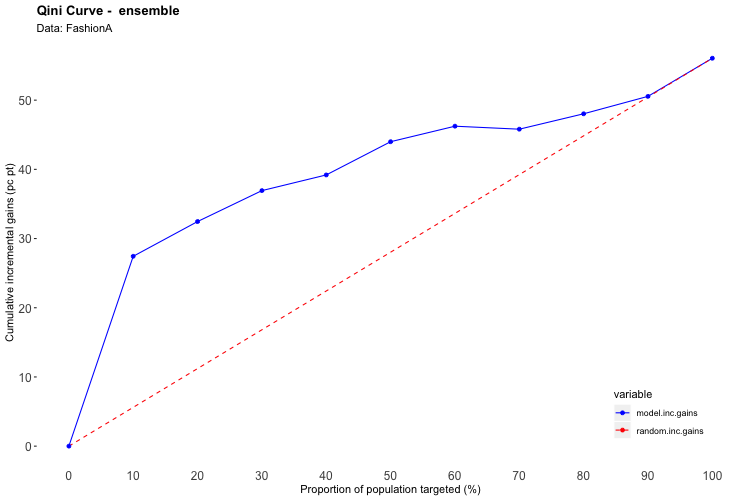 Qini Curve -  ensemble
Data: FashionA
Cumulative incremental gains (pc pt)
50
40
30
20
10
0
variable
model.inc.gains
random.inc.gains
0 10 20 30 40 50 60 70 80 90 100
Proportion of population targeted (%)